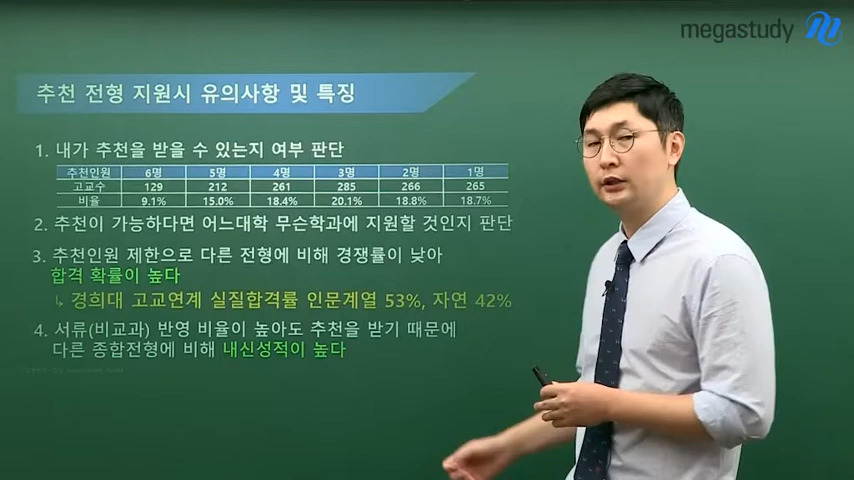 megastudy
추천 전형 지원시 유의사항 및 특징
1. 내가 추천을 받을 수 있는지 여부 판단
추천인원 6명 5명 4명 3명 2명 1명
고교수 129 212 261 285 266 265
비율 9.1% 15.0% 18.4% 20.1% 18.8% 18.7%
2. 추천이 가능하다면 어느대학 무슨학과에 지원할 것인지 판단
3. 추천인원 제한으로 다른 전형에 비해 경쟁률이 낮아
합격 확률이 높다
↳ 경희대 고교연계 실질합격률 인문계열 53%, 자연 42%
4. 서류(비교과) 반영 비율이 높아도 추천을 받기 때문에
다른 종합전형에 비해 내신성적이 높다